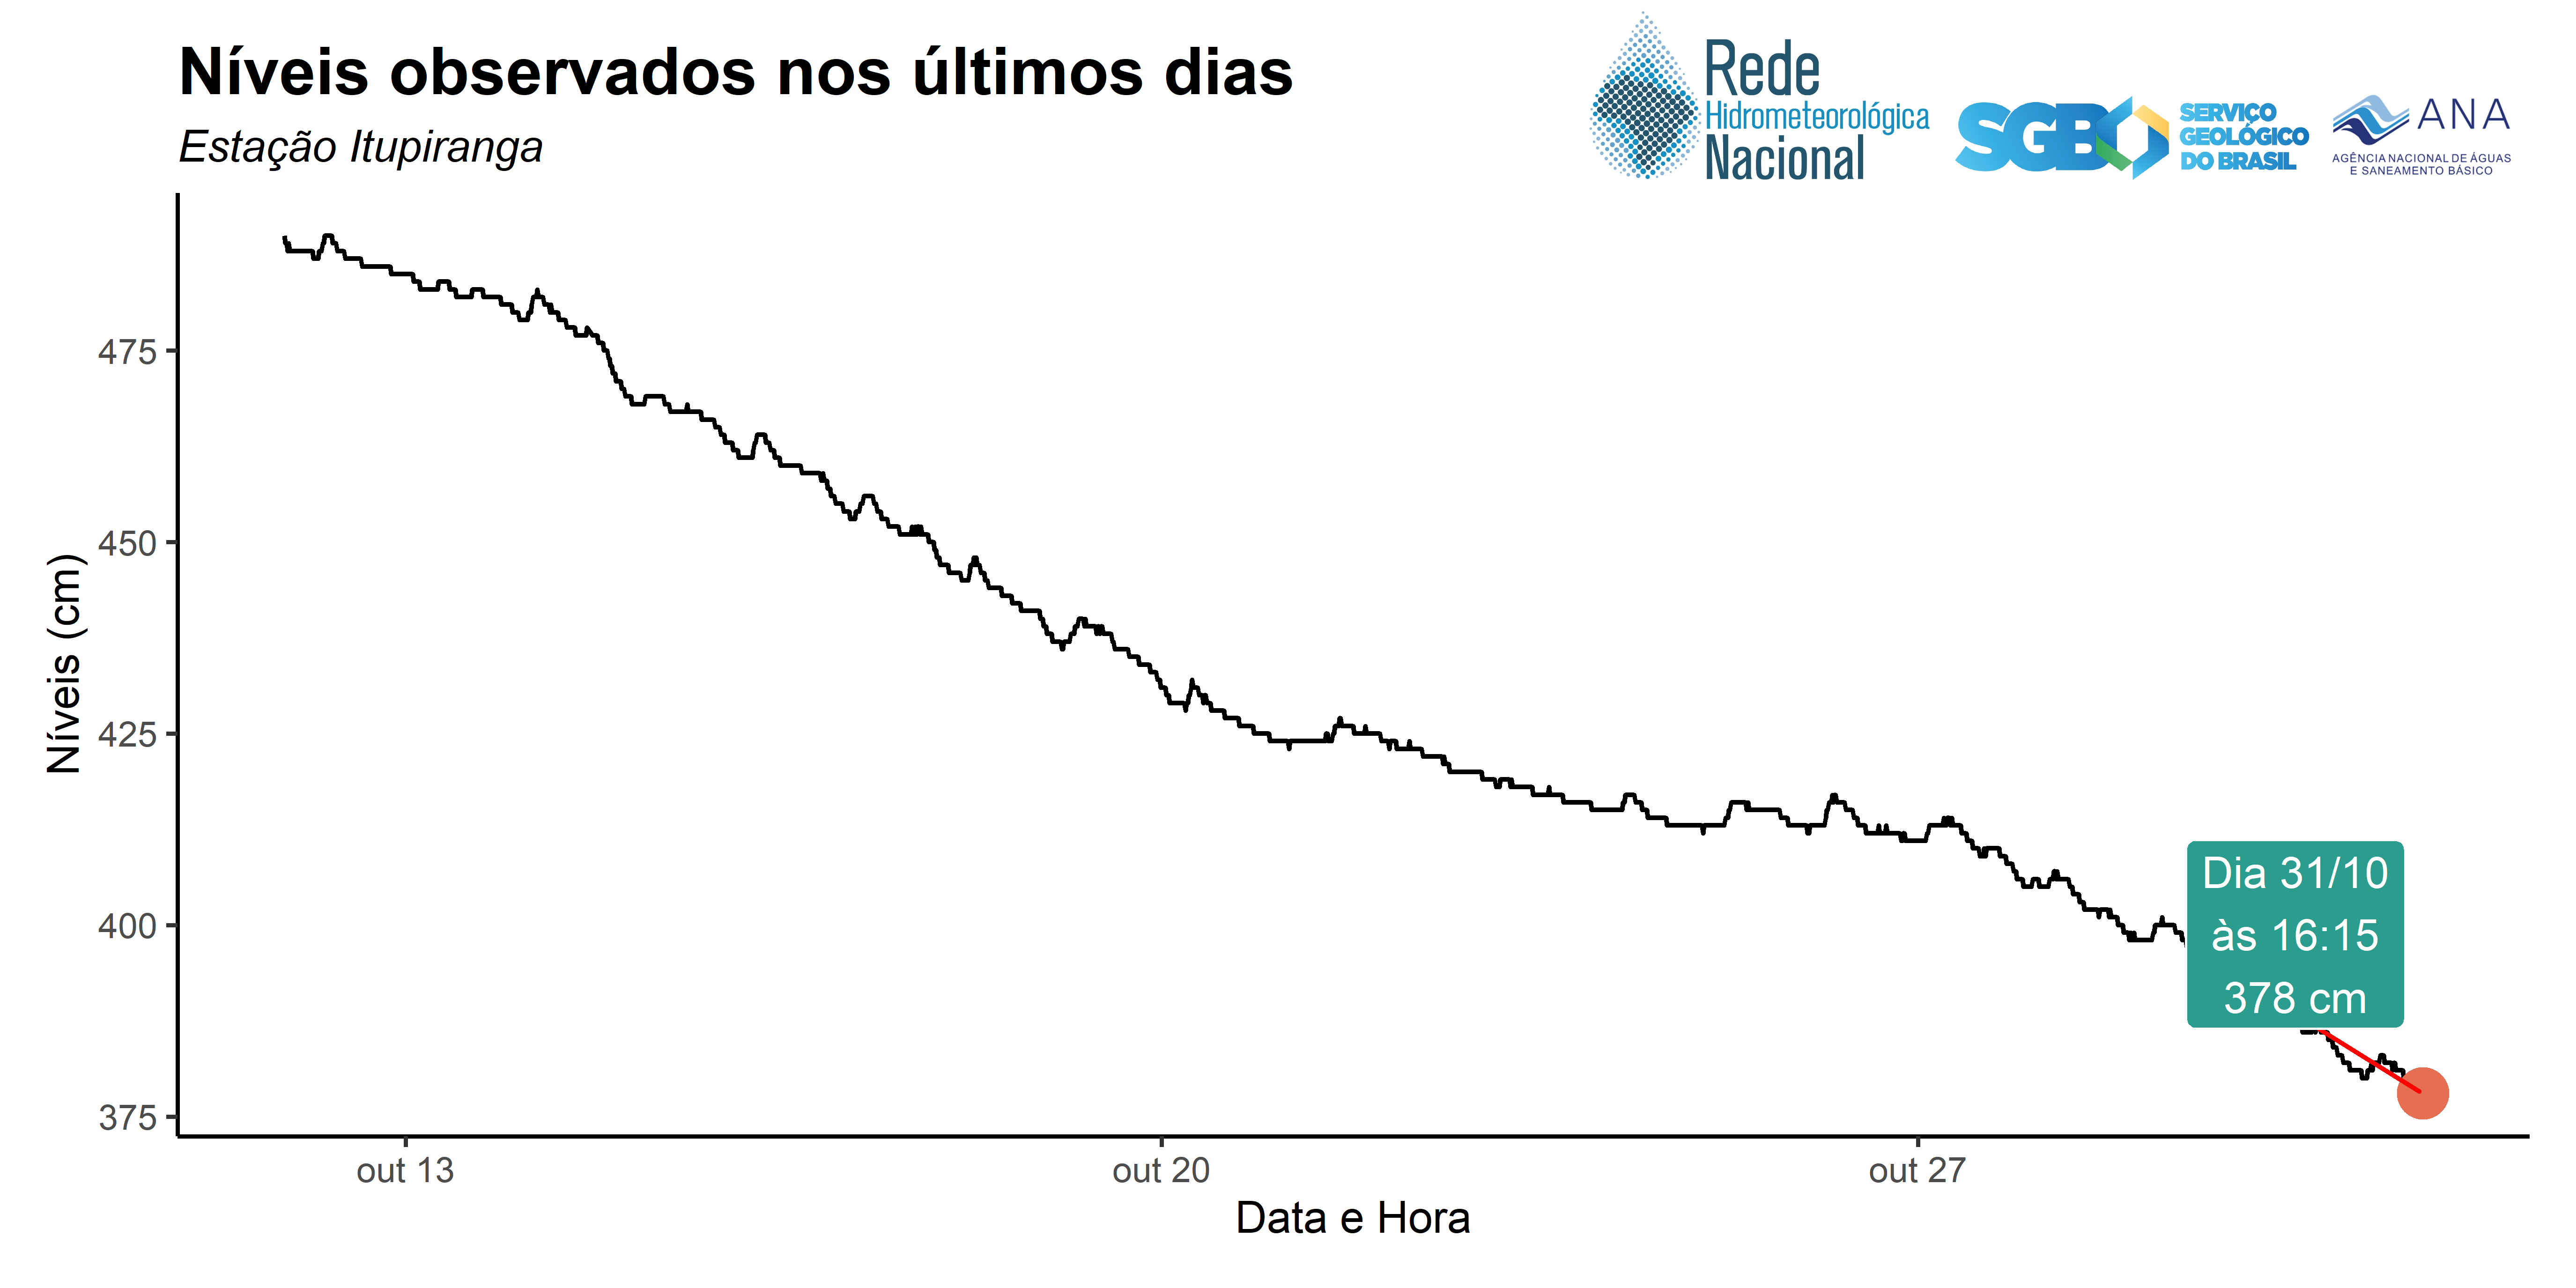 Níveis observados nos últimos dias
Estação Itupiranga
Rede
Hidrometeorológica
Nacional
SGB
SERVIÇO
GEOLÓGICO
DO BRASIL
ANA
AGÊNCIA NACIONAL DE ÁGUAS
E SANEAMENTO BÁSICO
Níveis (cm)
475
450
425
400
375
Dia 31/10
às 16:15
378 cm
out 13
out 20
out 27
Data e Hora